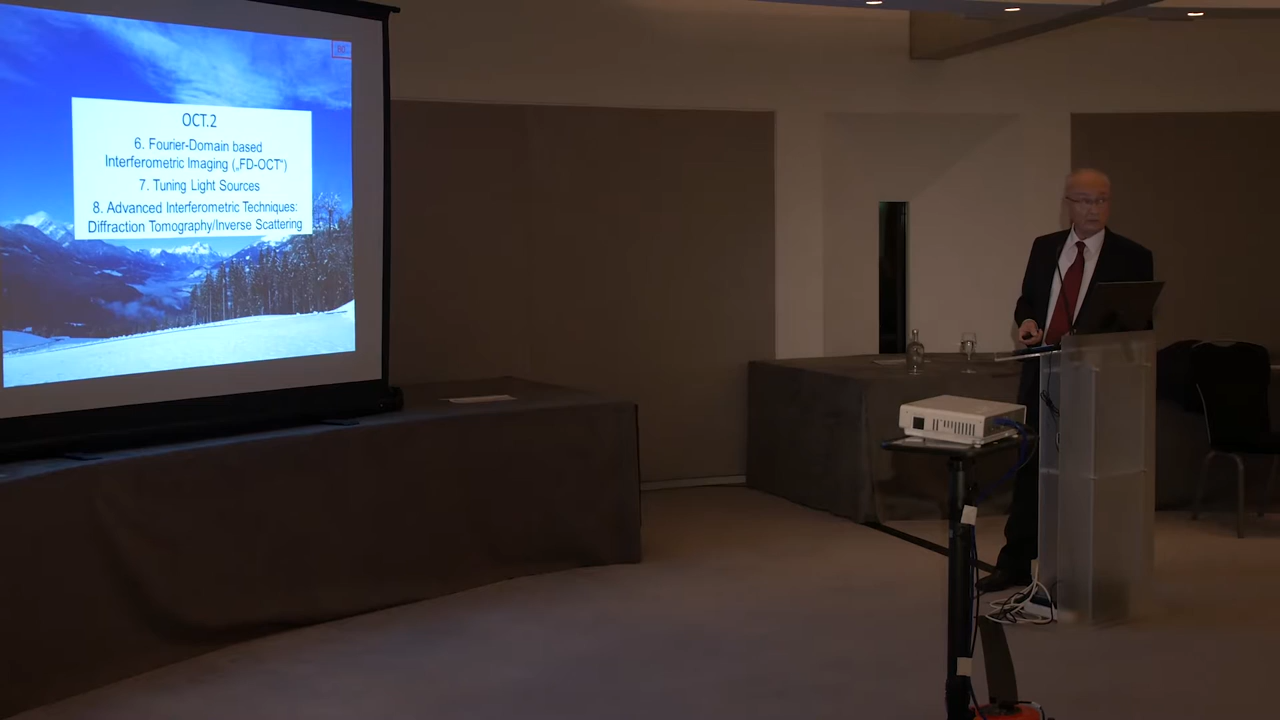 80
OCT.2
6. Fourier-Domain based
Interferometric Imaging („FD-OCT“)
7. Tuning Light Sources
8. Advanced Interferometric Techniques:
Diffraction Tomography/Inverse Scattering